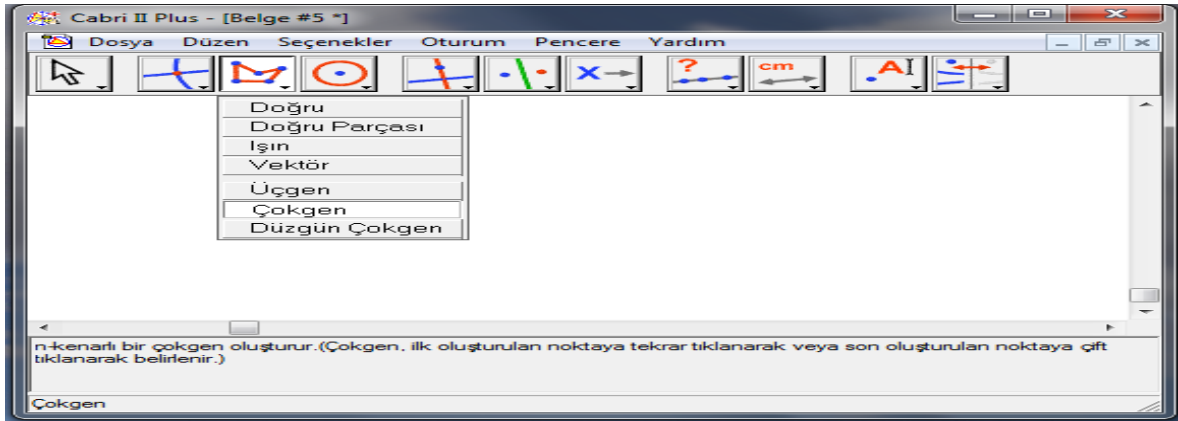 Cabri II Plus - [Belge #5 *]
Dosya Düzen Seçenekler Oturum Pencere Yardım
? cm A
Doğru
Doğru Parçası
Işın
Vektör
Üçgen
Çokgen
Düzgün Çokgen
n-kenarlı bir çokgen oluşturur.(Çokgen, ilk oluşturulan noktaya tekrar tıklanarak veya son oluşturulan noktaya çift
tıklanarak belirlenir.)
Çokgen